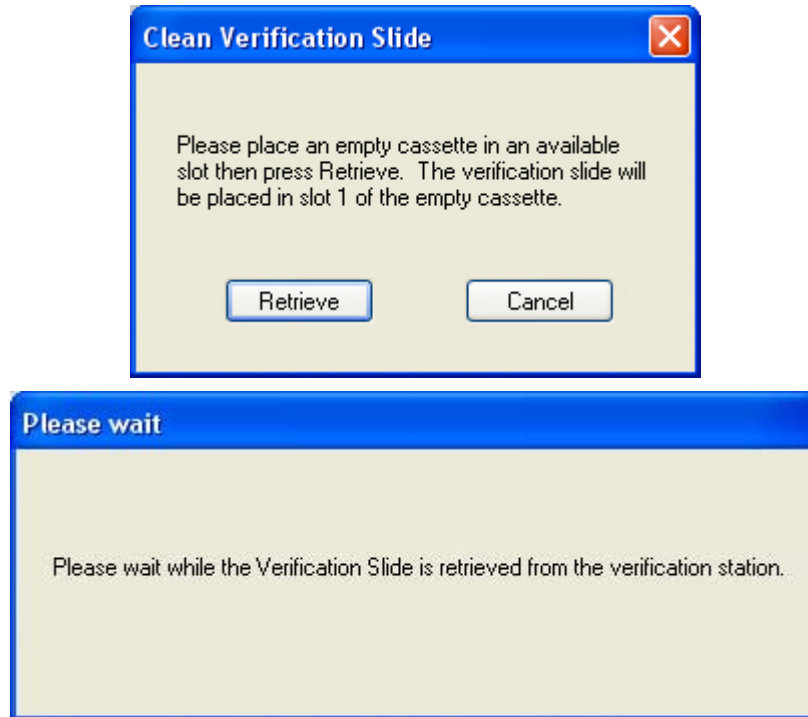 Clean Verification Slide
Please place an empty cassette in an available
slot then press Retrieve.  The verification slide will
be placed in slot 1 of the empty cassette.
Retrieve Cancel
Please wait
Please wait while the Verification Slide is retrieved from the verification station.